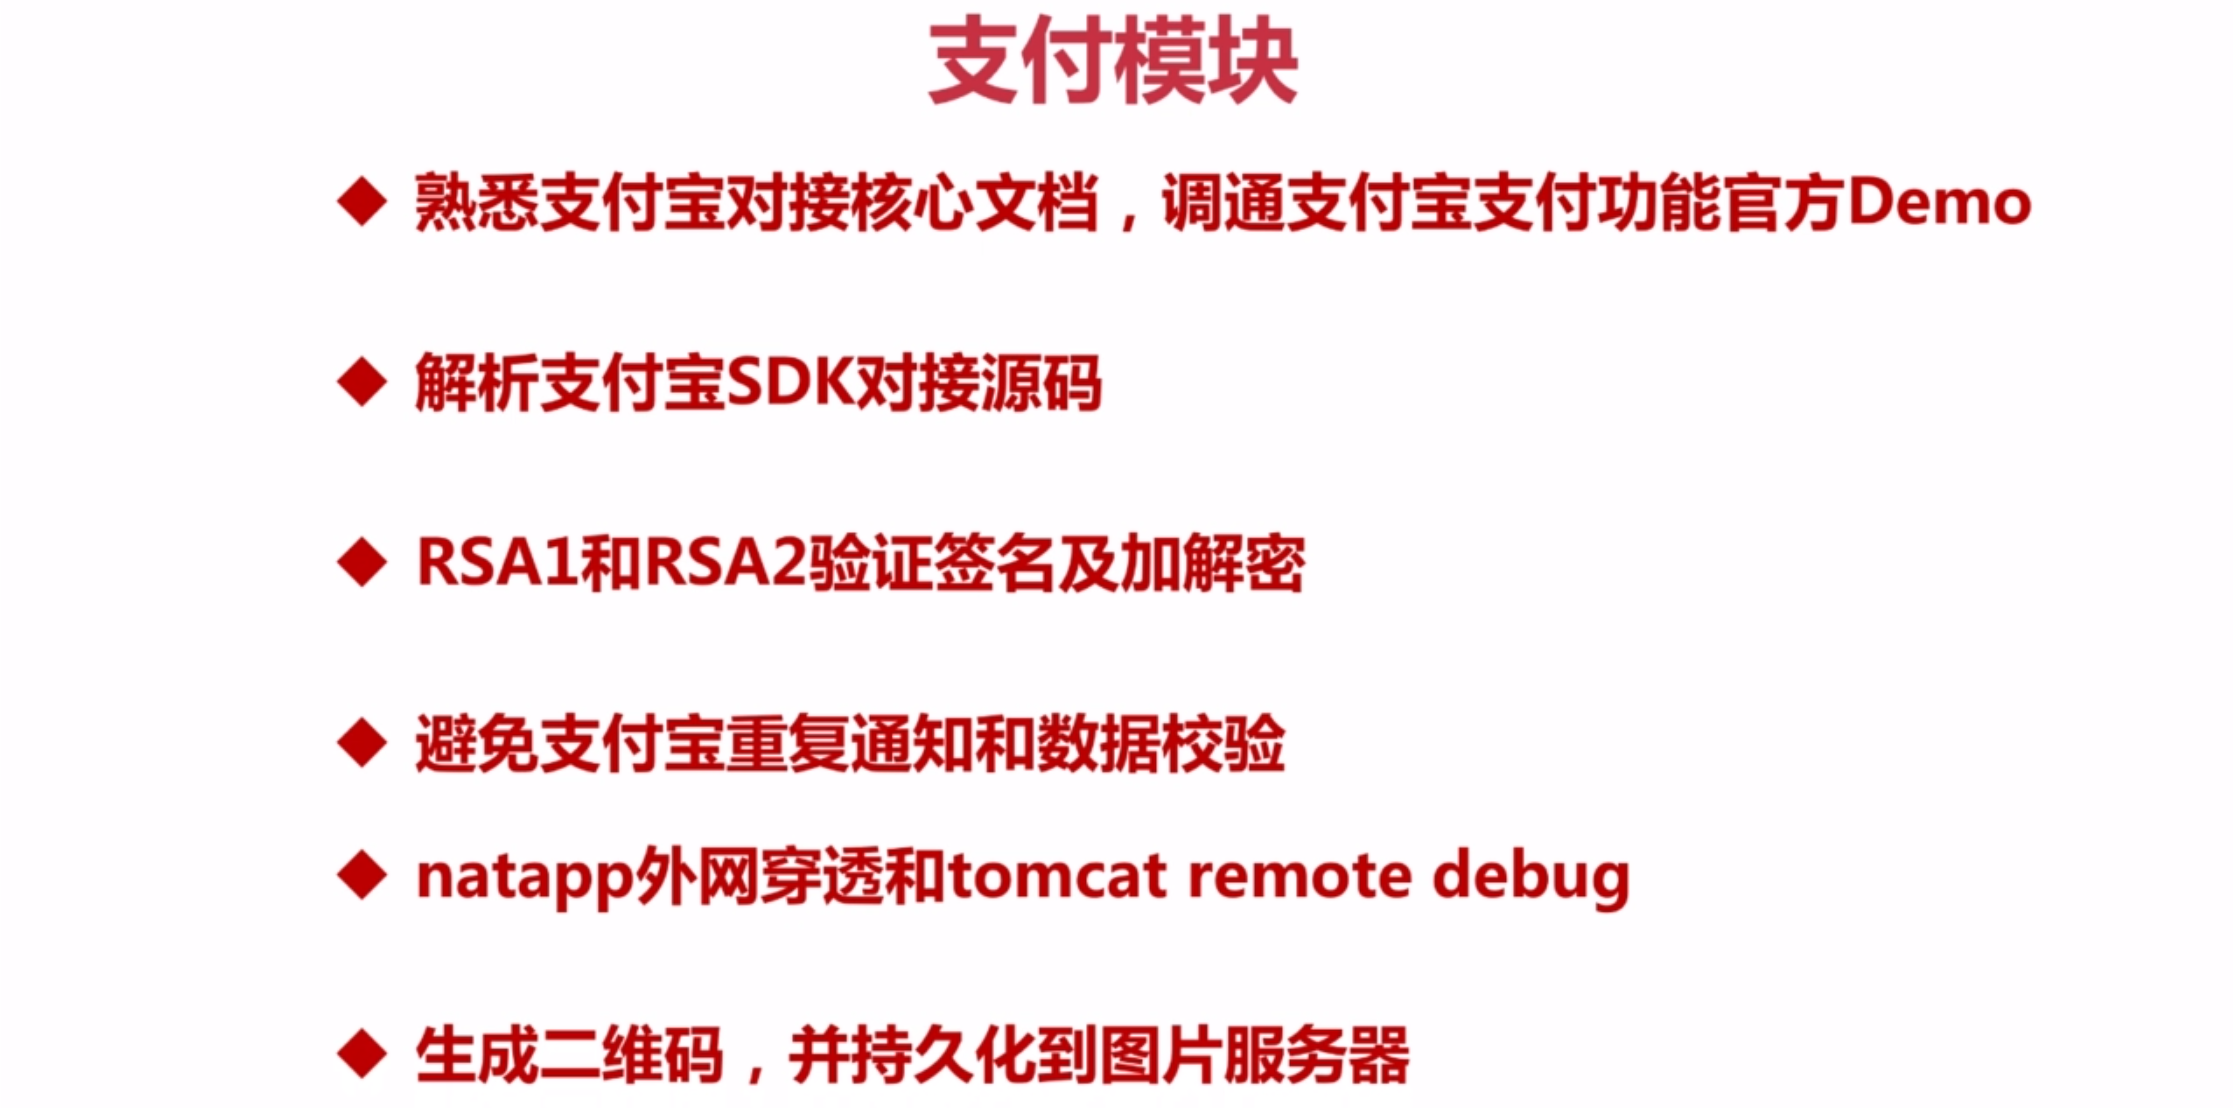 支付模块
◆ 熟悉支付宝对接核心文档，调通支付宝支付功能官方Demo
◆ 解析支付宝SDK对接源码
◆ RSA1和RSA2验证签名及加解密
◆ 避免支付宝重复通知和数据校验
◆ natapp外网穿透和tomcat remote debug
◆ 生成二维码，并持久化到图片服务器